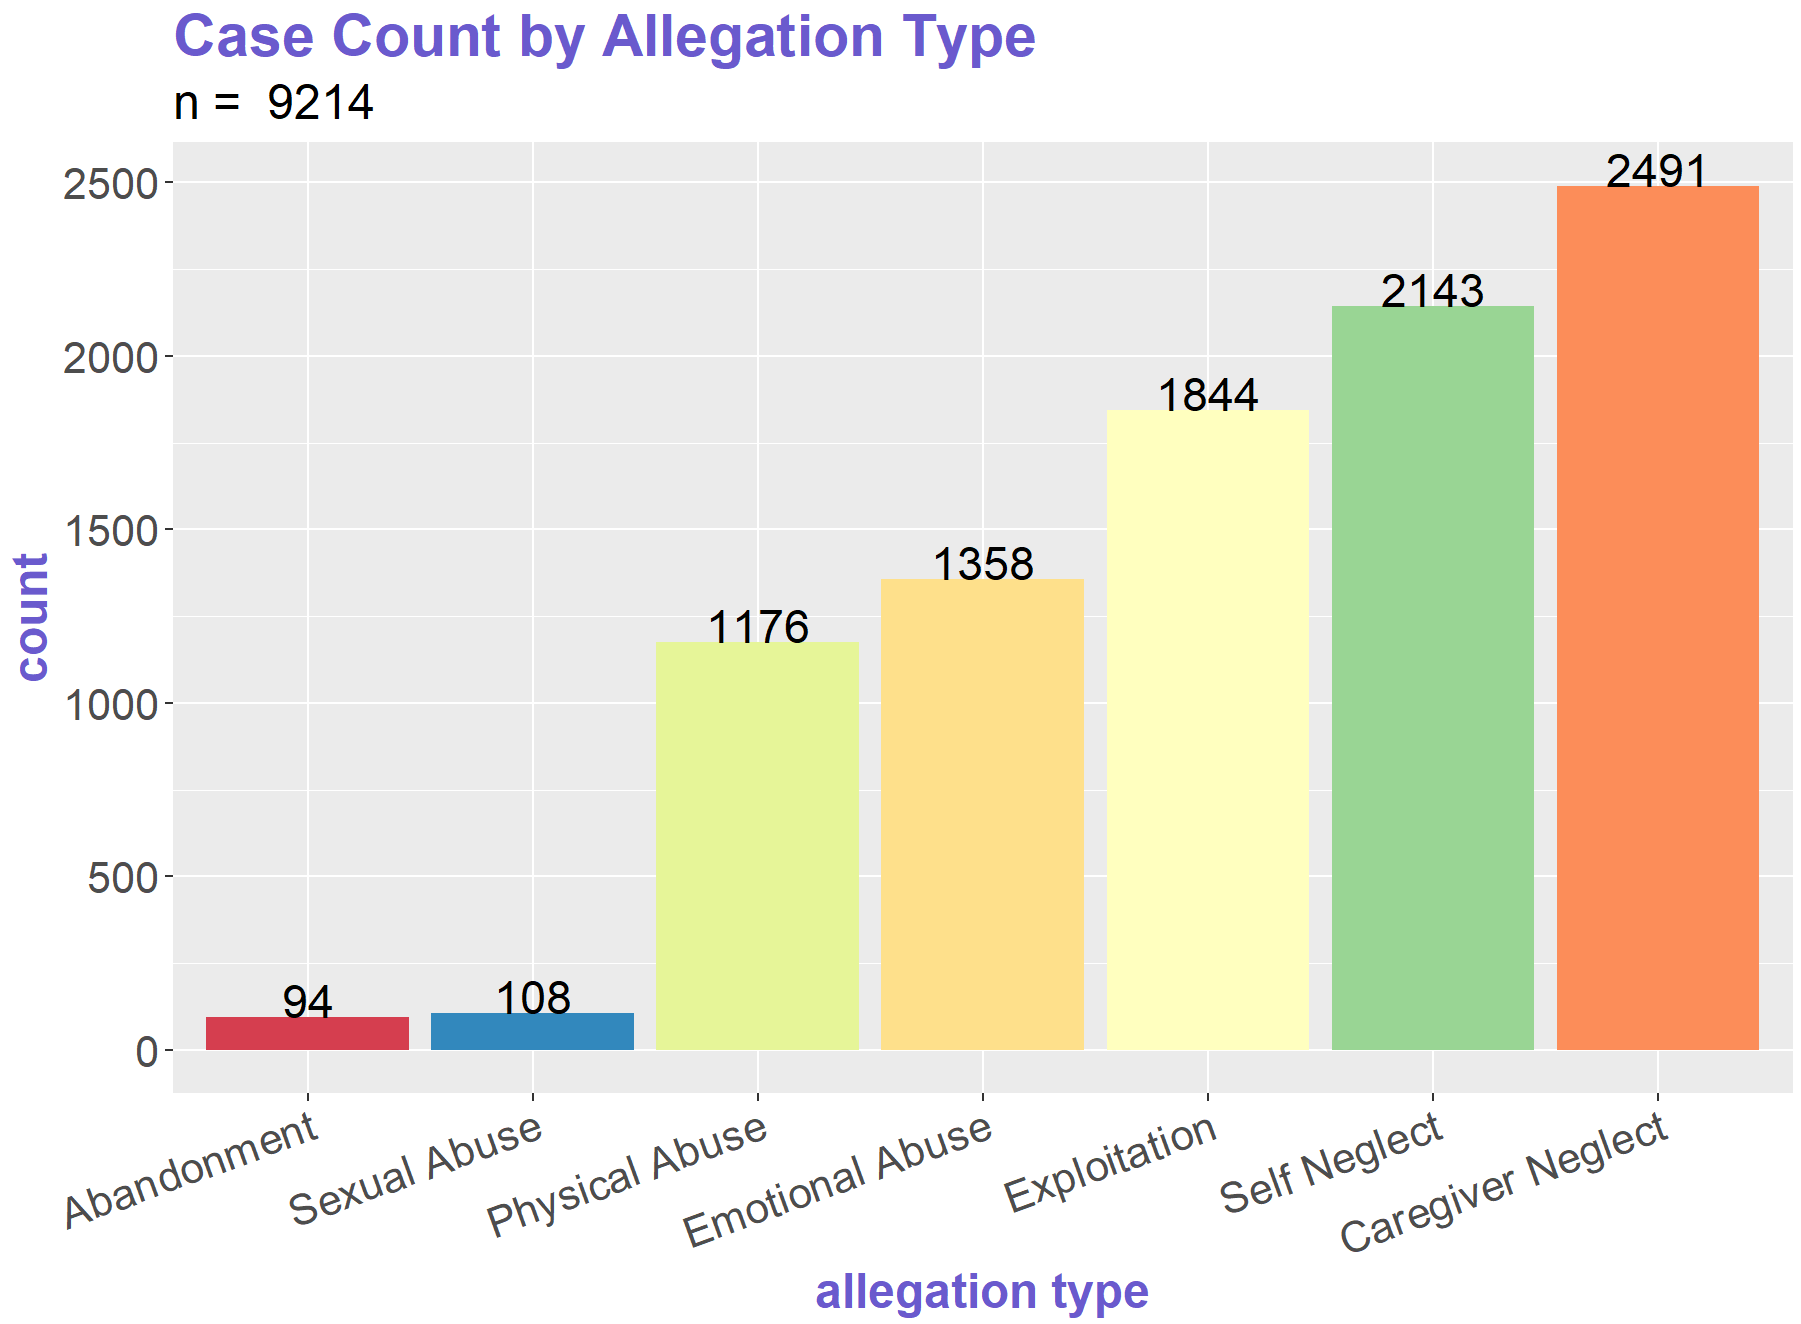 Case Count by Allegation Type
n =  9214
count
2500
2000
1500
1000
500
0
94
108
1176
1358
1844
2143
2491
Abandonment
Sexual Abuse
Physical Abuse
Emotional Abuse
Exploitation
Self Neglect
Caregiver Neglect
allegation type